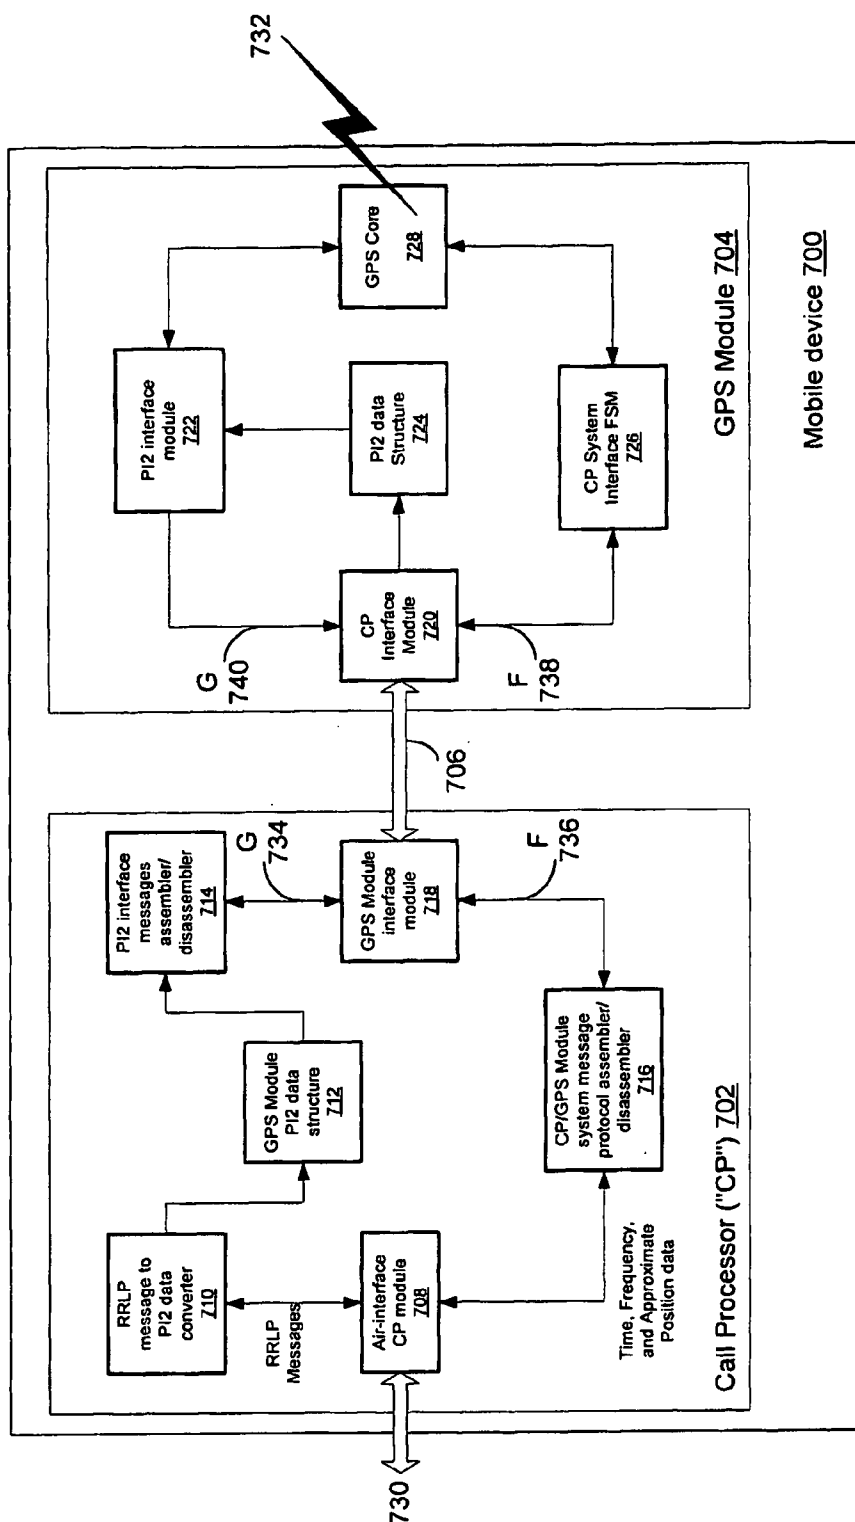 RRLP
message to
PI2 data
converter
710
RRLP
Messages
Air-interface
CP module
708
730
Time, Frequency,
and Approximate
Position data
GPS Module
PI2 data
structure
712
PI2 interface
messages
assembler/
disassembler
714
G
734
GPS Module
interface
module
718
F
736
CP/GPS Module
system message
protocol assembler/
disassembler
716
Call Processor ("CP") 702
706
G
740
CP
Interface
Module
720
F
738
PI2 interface
module
722
PI2 data
Structure
724
CP System
Interface FSM
726
GPS Core
728
732
GPS Module 704
Mobile device 700